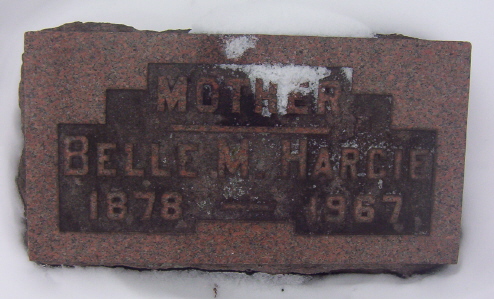 MOTHER
BELLE M. HARCIE
1878 — 1967